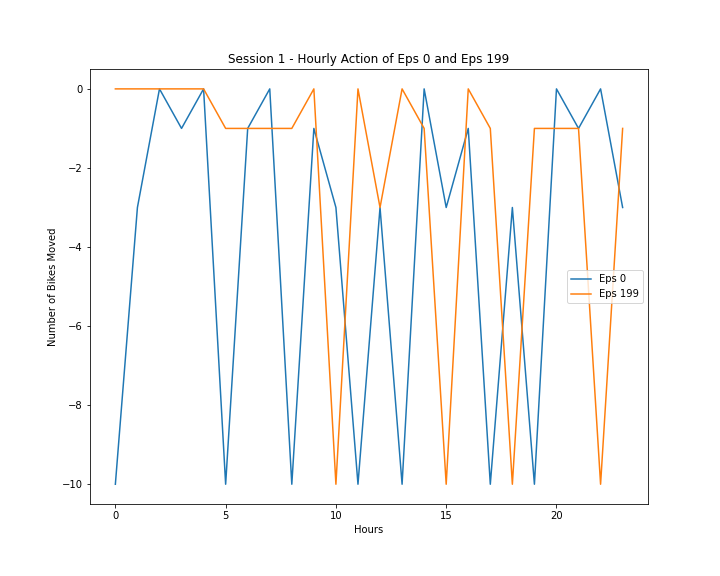 Session 1 - Hourly Action of Eps 0 and Eps 199
Number of Bikes Moved
0
−2
−4
−6
−8
−10
Eps 0
Eps 199
0 5 10 15 20
Hours